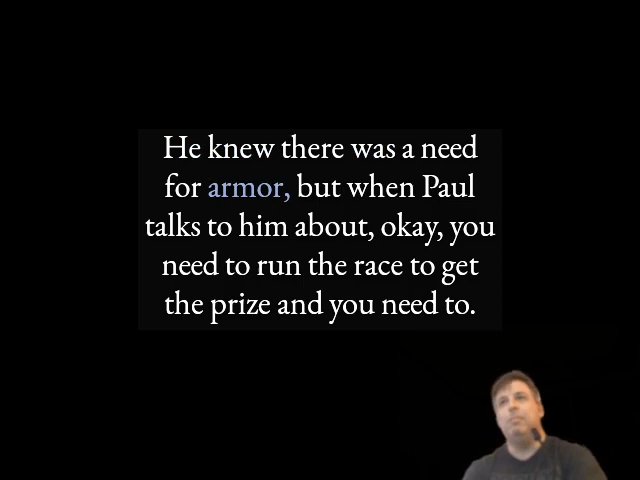 He knew there was a need
for armor, but when Paul
talks to him about, okay, you
need to run the race to get
the prize and you need to.